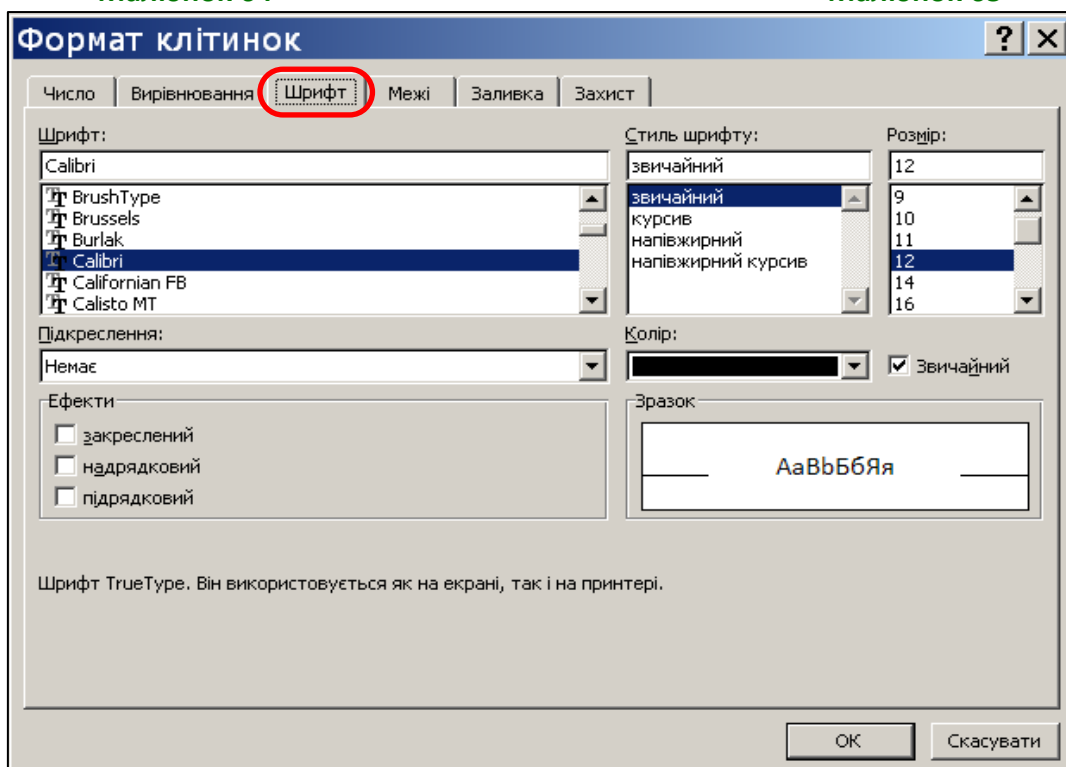 Формат клітинок
Число Вирівнювання Шрифт Межі Заливка Захист
Шрифт: Стиль шрифту: Розмір:
Calibri звичайний 12
BrushType звичайний 9
Brussels курсив 10
Burlak напівжирний 11
Calibri напівжирний курсив 12
Californian FB 14
Calisto MT 16
Підкреслення: Колір:
Немає Звичайний
Ефекти Зразок
закреслений
надрядковий АаВbБбЯя
підрядковий
Шрифт TrueType. Він використовується як на екрані, так і на принтері.
ОК Скасувати